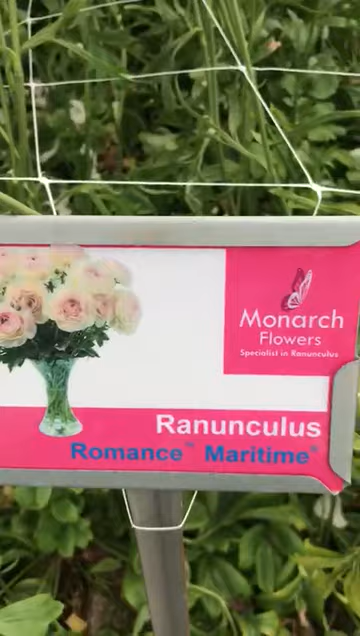 Monarch
Flowers
Specialist in Ranunculus
Ranunculus
Romance™ Maritime®